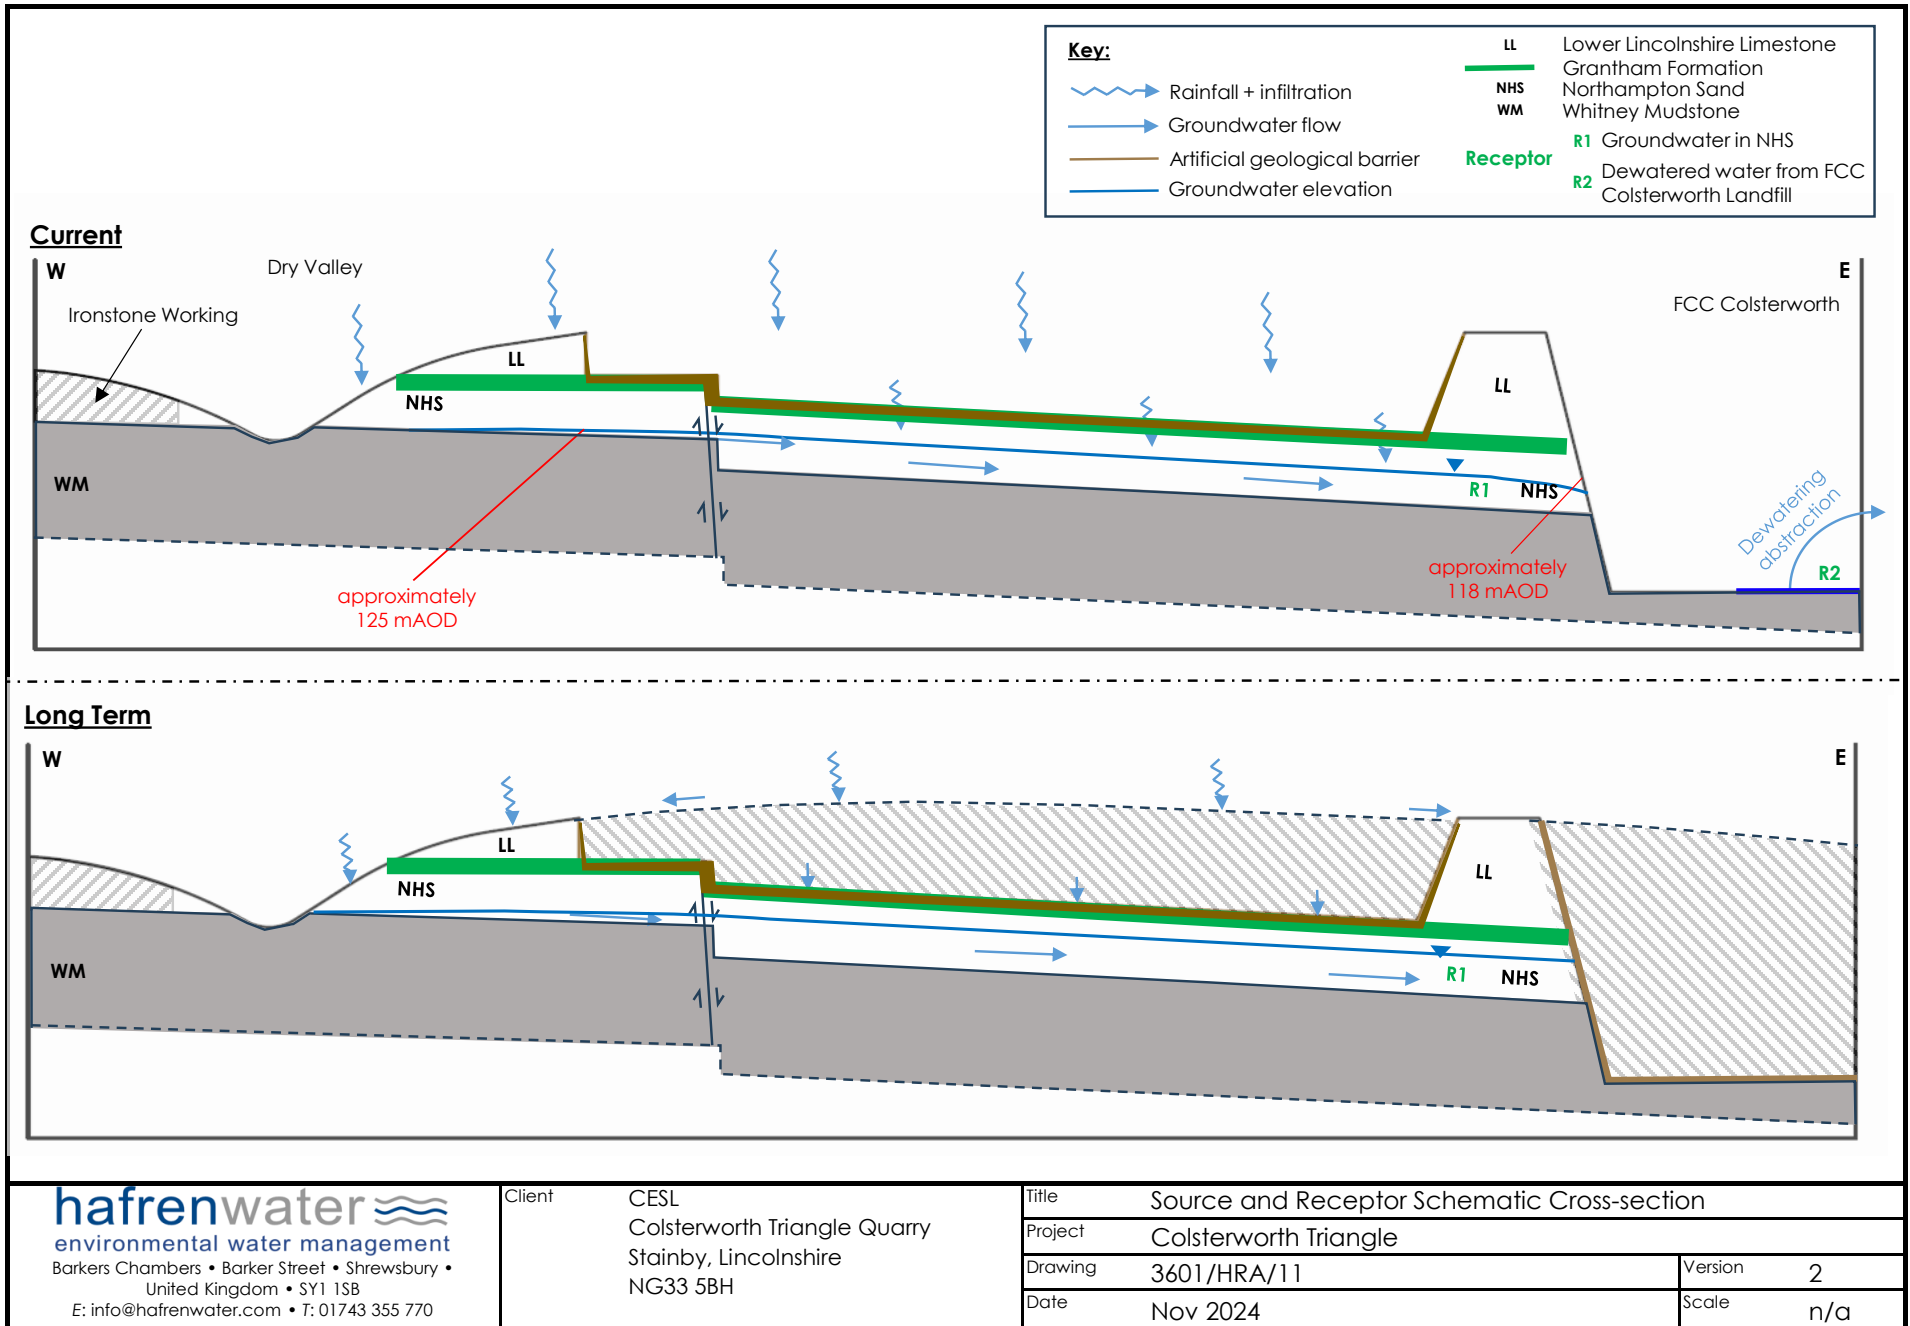 Key:
Rainfall + infiltration
Groundwater flow
Artificial geological barrier
Groundwater elevation
LL Lower Lincolnshire Limestone
Grantham Formation
NHS Northampton Sand
WM Whitney Mudstone
Receptor
R1 Groundwater in NHS
R2 Dewatered water from FCC
Colsterworth Landfill
Current
W
E
Dry Valley
Ironstone Working
FCC Colsterworth
LL
LL
NHS
WM
R1
NHS
Dewatering
abstraction
R2
approximately
125 mAOD
approximately
118 mAOD
Long Term
W
E
LL
LL
NHS
WM
R1
NHS
hafrenwater
environmental water management
Barkers Chambers • Barker Street • Shrewsbury •
United Kingdom • SY1 1SB
E: info@hafrenwater.com • T: 01743 355 770
Client
CESL
Colsterworth Triangle Quarry
Stainby, Lincolnshire
NG33 5BH
Title Source and Receptor Schematic Cross-section
Project Colsterworth Triangle
Drawing 3601/HRA/11
Version 2
Date Nov 2024
Scale n/a